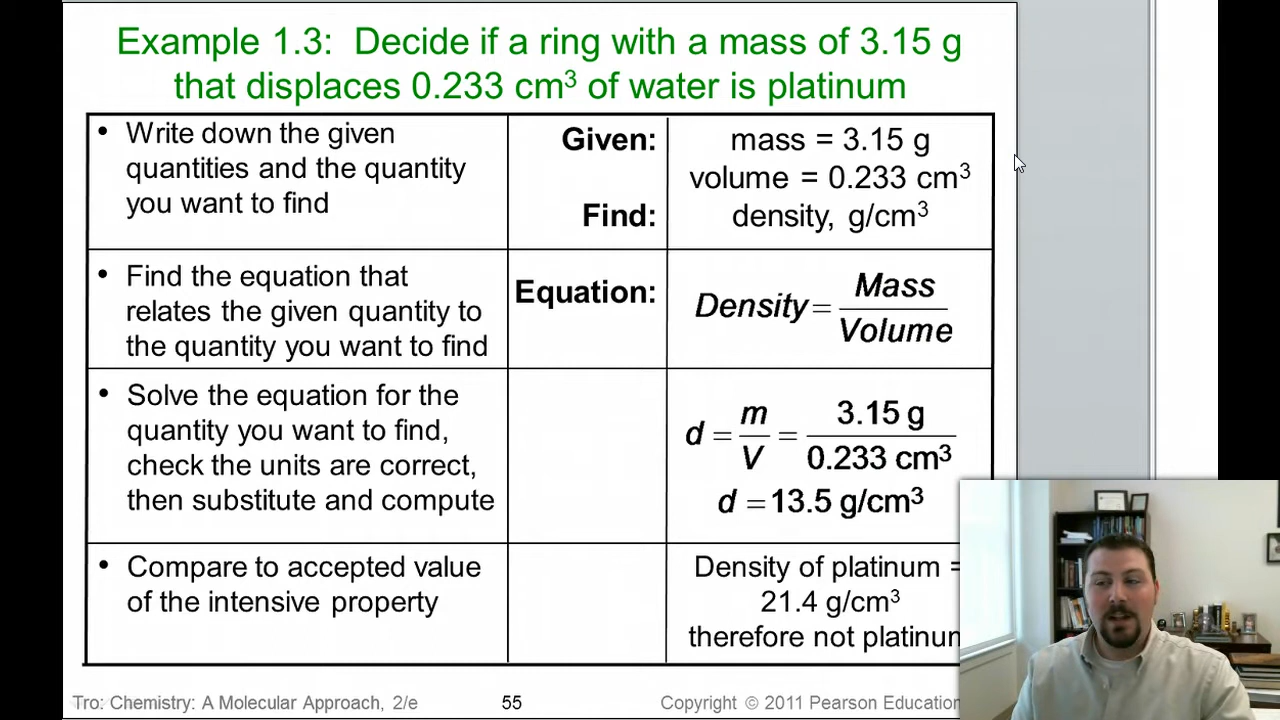 Example 1.3:  Decide if a ring with a mass of 3.15 g
that displaces 0.233 cm³ of water is platinum
• Write down the given
quantities and the quantity
you want to find
Given:
Find:
mass = 3.15 g
volume = 0.233 cm³
density, g/cm³
• Find the equation that
relates the given quantity to
the quantity you want to find
Equation:
Density = Mass / Volume
• Solve the equation for the
quantity you want to find,
check the units are correct,
then substitute and compute
d = m / V = 3.15 g / 0.233 cm³
d = 13.5 g/cm³
• Compare to accepted value
of the intensive property
Density of platinum =
21.4 g/cm³
therefore not platinum
Tro: Chemistry: A Molecular Approach, 2/e
55
Copyright © 2011 Pearson Education